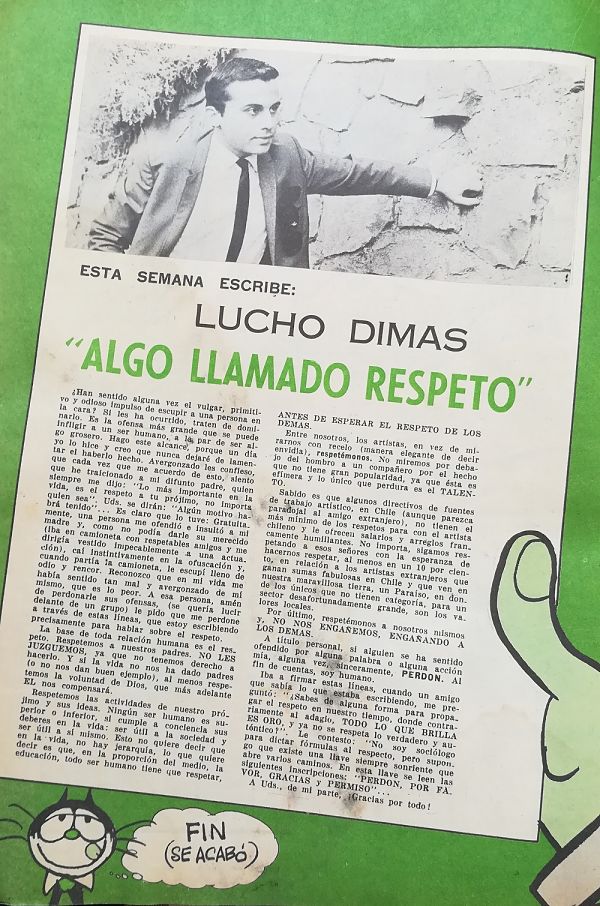 ESTA SEMANA ESCRIBE:
LUCHO DIMAS
"ALGO LLAMADO RESPETO"
¿Han sentido alguna vez el vulgar, primiti-
vo y odioso impulso de escupir a una persona en
la cara? Si les ha ocurrido, traten de domi-
narlo. Es la ofensa más grande que se puede
infligir a un ser humano, a la par de ser al-
go grosero. Hago este alcance, porque un día
yo lo hice y creo que nunca dejaré de lamen-
tar el haberlo hecho. Avergonzado les confieso,
que cada vez que me acuerdo de esto, siento
que he traicionado a mi difunto padre, quien
siempre me dijo: "Lo más importante en la
vida, es el respeto a tu prójimo, no importa
quien sea". Uds. se dirán: "Algún motivo ha-
brá tenido"... Es claro que lo tuve: Gratuita-
mente, una persona me ofendió e insultó a mi
madre y, como no podía darle su merecido
(iba en camioneta con respetables amigos y me
dirigía vestido impecablemente a una actua-
ción), caí instintivamente en la ofuscación y,
cuando partía la camioneta, le escupí lleno de
odio y rencor. Reconozco que en mi vida me
había sentido tan mal y avergonzado de mí
mismo, que es lo peor. A esa persona, amén
de perdonarle sus ofensas, (se quería lucir
delante de un grupo) le pido que me perdone
a través de estas líneas, que estoy escribiendo
precisamente para hablar sobre el respeto.
La base de toda relación humana es el res-
peto. Respetemos a nuestros padres. NO LES
JUZGUEMOS, ya que no tenemos derecho a
hacerlo. Y si la vida no nos ha dado padres
(o no nos dan buen ejemplo), al menos respe-
temos la voluntad de Dios, que más adelante
EL nos compensará.
Respetemos las actividades de nuestro pró-
jimo y sus ideas. Ningún ser humano es su-
perior o inferior, si cumple a conciencia sus
deberes en la vida: ser útil a la sociedad y
ser útil a sí mismo. Esto no quiere decir que
en la vida, no hay jerarquía, lo que quiere
decir es que, en la proporción del medio, la
educación, todo ser humano tiene que respetar,
ANTES DE ESPERAR EL RESPETO DE LOS
DEMAS.
Entre nosotros, los artistas, en vez de mi-
rarnos con recelo (manera elegante de decir
envidia), respetémonos. No miremos por deba-
jo del hombro a un compañero por el hecho
que no tiene gran popularidad, ya que ésta es
efímera y lo único que perdura es el TALEN-
TO.
Sabido es que algunos directivos de fuentes
de trabajo artístico, en Chile (aunque parezca
paradojal al amigo extranjero), no tienen el
más mínimo de los respetos para con el artista
chileno y le ofrecen salarios y arreglos fran-
camente humillantes. No importa, sigamos res-
petando a esos señores con la esperanza de
hacernos respetar, al menos en un 10 por cien-
to, en relación a los artistas extranjeros que
ganan sumas fabulosas en Chile y que ven en
nuestra maravillosa tierra, un Paraíso, en don-
de los únicos que no tienen categoría, para un
sector desafortunadamente grande, son los va-
lores locales.
Por último, respetémonos a nosotros mismos
y, NO NOS ENGAÑEMOS, ENGAÑANDO A
LOS DEMAS.
A título personal, si alguien se ha sentido
ofendido por alguna palabra o alguna acción
mía, alguna vez, sinceramente, PERDON. Al
fin de cuentas, soy humano.
Iba a firmar estas líneas, cuando un amigo
que sabía lo que estaba escribiendo, me pre-
guntó: "¿Sabes de alguna forma para propa-
gar el respeto en nuestro tiempo, donde contra-
riamente al adagio, TODO LO QUE BRILLA
ES ORO, y ya no se respeta lo verdadero y au-
téntico?". Le contesto: "No soy sociólogo
para dictar fórmulas al respecto, pero supon-
go que existe una llave siempre sonriente que
abre varios caminos. En esta llave se leen las
siguientes inscripciones: "PERDON, POR FA-
VOR, GRACIAS y PERMISO"...
A Uds., de mi parte, ¡Gracias por todo!
FIN
(SE ACABÓ)